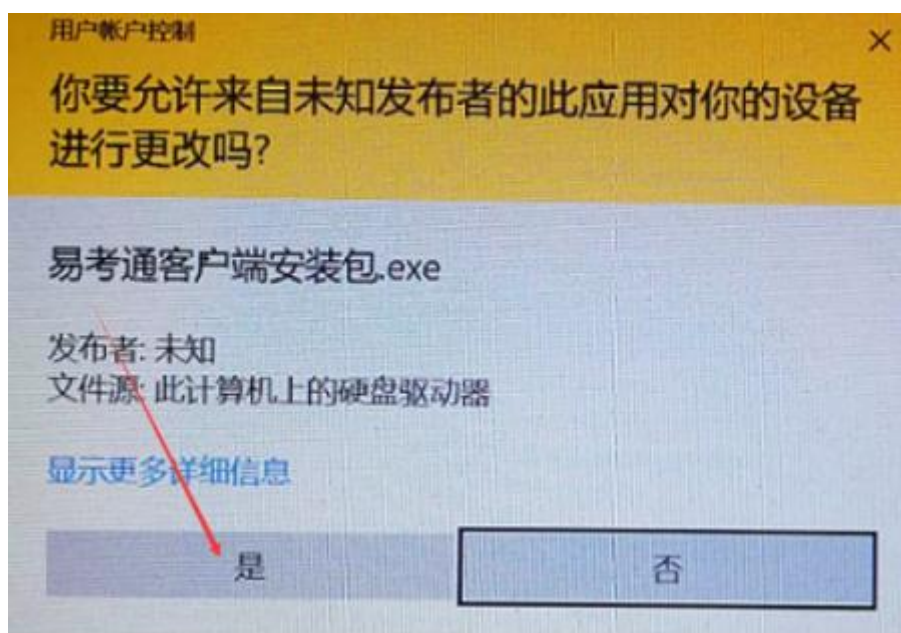 用户帐户控制
×
你要允许来自未知发布者的此应用对你的设备
进行更改吗?
易考通客户端安装包.exe
发布者: 未知
文件源: 此计算机上的硬盘驱动器
显示更多详细信息
是
否